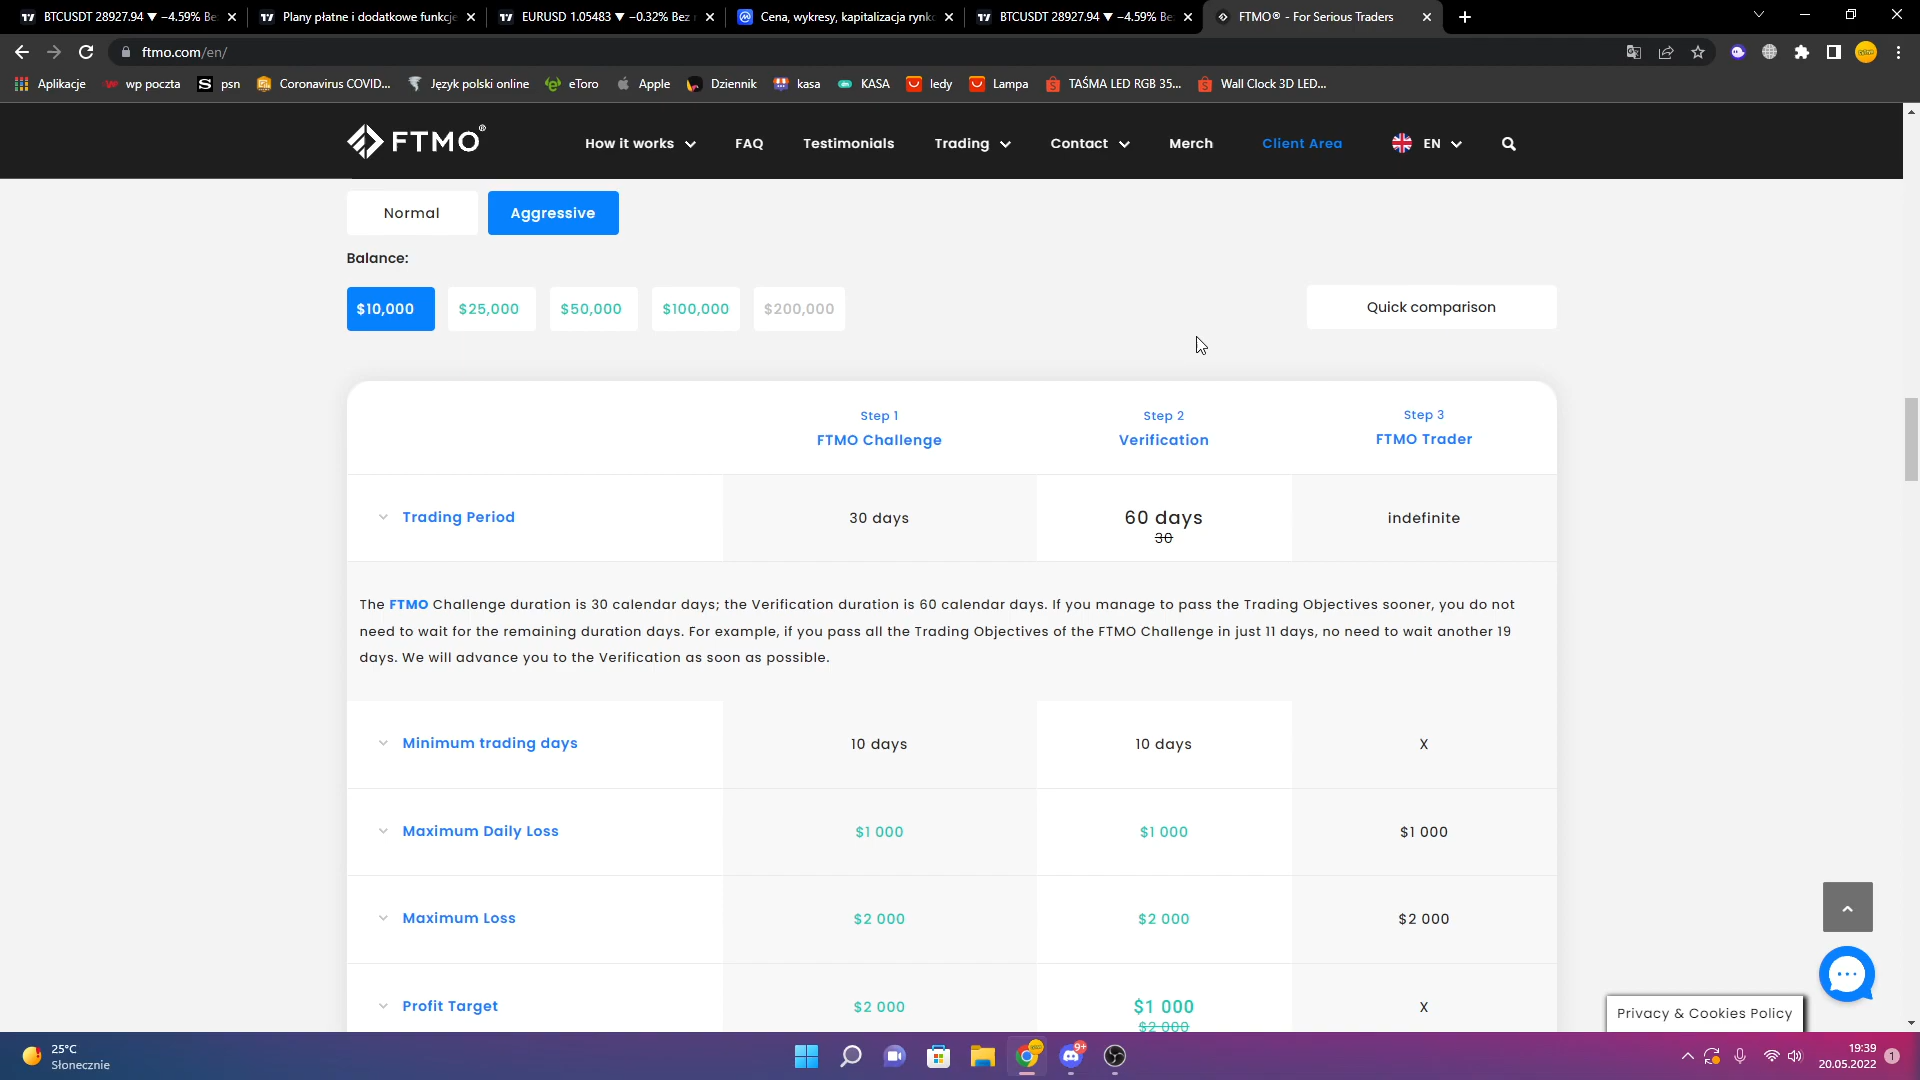 BTCUSDT 28927.94 ▼ −4.59% Be
Plany płatne i dodatkowe funkcje
EURUSD 1.05483 ▼ −0.32% Bez
Cena, wykresy, kapitalizacja rynko
BTCUSDT 28927.94 ▼ −4.59% Be
FTMO® - For Serious Traders
ftmo.com/en/
Aplikacje
wp poczta
psn
Coronavirus COVID...
Język polski online
eToro
Apple
Dziennik
kasa
KASA
ledy
Lampa
TAŚMA LED RGB 35...
Wall Clock 3D LED...
FTMO®
How it works
FAQ
Testimonials
Trading
Contact
Merch
Client Area
EN
Normal
Aggressive
Balance:
$10,000
$25,000
$50,000
$100,000
$200,000
Quick comparison
Step 1
FTMO Challenge
Step 2
Verification
Step 3
FTMO Trader
Trading Period
30 days
60 days
30
indefinite
The FTMO Challenge duration is 30 calendar days; the Verification duration is 60 calendar days. If you manage to pass the Trading Objectives sooner, you do not
need to wait for the remaining duration days. For example, if you pass all the Trading Objectives of the FTMO Challenge in just 11 days, no need to wait another 19
days. We will advance you to the Verification as soon as possible.
Minimum trading days
10 days
10 days
X
Maximum Daily Loss
$1 000
$1 000
$1 000
Maximum Loss
$2 000
$2 000
$2 000
Profit Target
$2 000
$1 000
$2 000
X
Privacy & Cookies Policy
25°C
Słonecznie
9+
19:39
20.05.2022
1